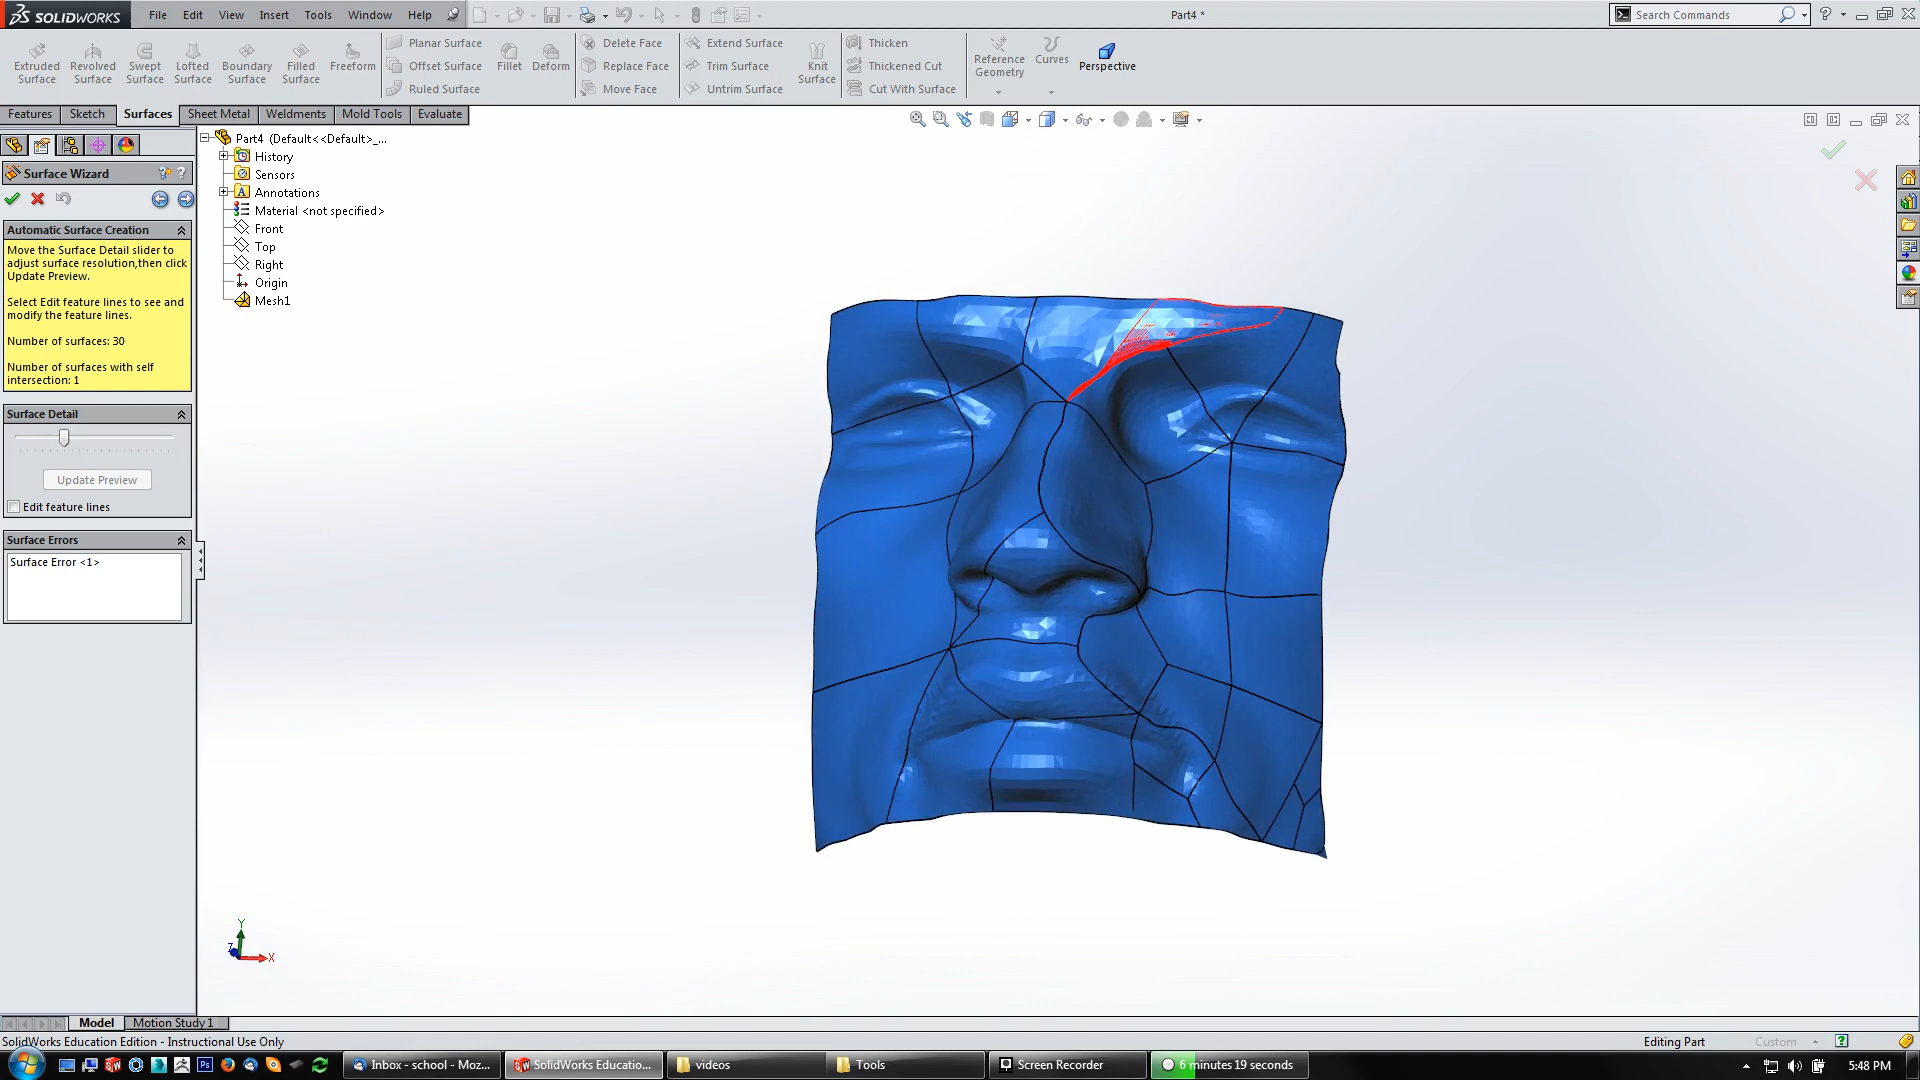 SOLIDWORKS File Edit View Insert Tools Window Help Part4 * Search Commands
Extruded Surface
Revolved Surface
Swept Surface
Lofted Surface
Boundary Surface
Filled Surface
Freeform
Planar Surface
Offset Surface
Ruled Surface
Fillet
Deform
Delete Face
Replace Face
Move Face
Extend Surface
Trim Surface
Untrim Surface
Knit Surface
Thicken
Thickened Cut
Cut With Surface
Reference Geometry
Curves
Perspective
Features Sketch Surfaces Sheet Metal Weldments Mold Tools Evaluate
Part4 (Default<<Default>_...
History
Sensors
Annotations
Material <not specified>
Front
Top
Right
Origin
Mesh1
Surface Wizard
Automatic Surface Creation
Move the Surface Detail slider to
adjust surface resolution,then click
Update Preview.
Select Edit feature lines to see and
modify the feature lines.
Number of surfaces: 30
Number of surfaces with self
intersection: 1
Surface Detail
Update Preview
Edit feature lines
Surface Errors
Surface Error <1>
Y
Z
X
Model Motion Study 1
SolidWorks Education Edition - Instructional Use Only Editing Part Custom
Inbox - school - Moz... SolidWorks Educatio... videos Tools Screen Recorder 6 minutes 19 seconds 5:48 PM